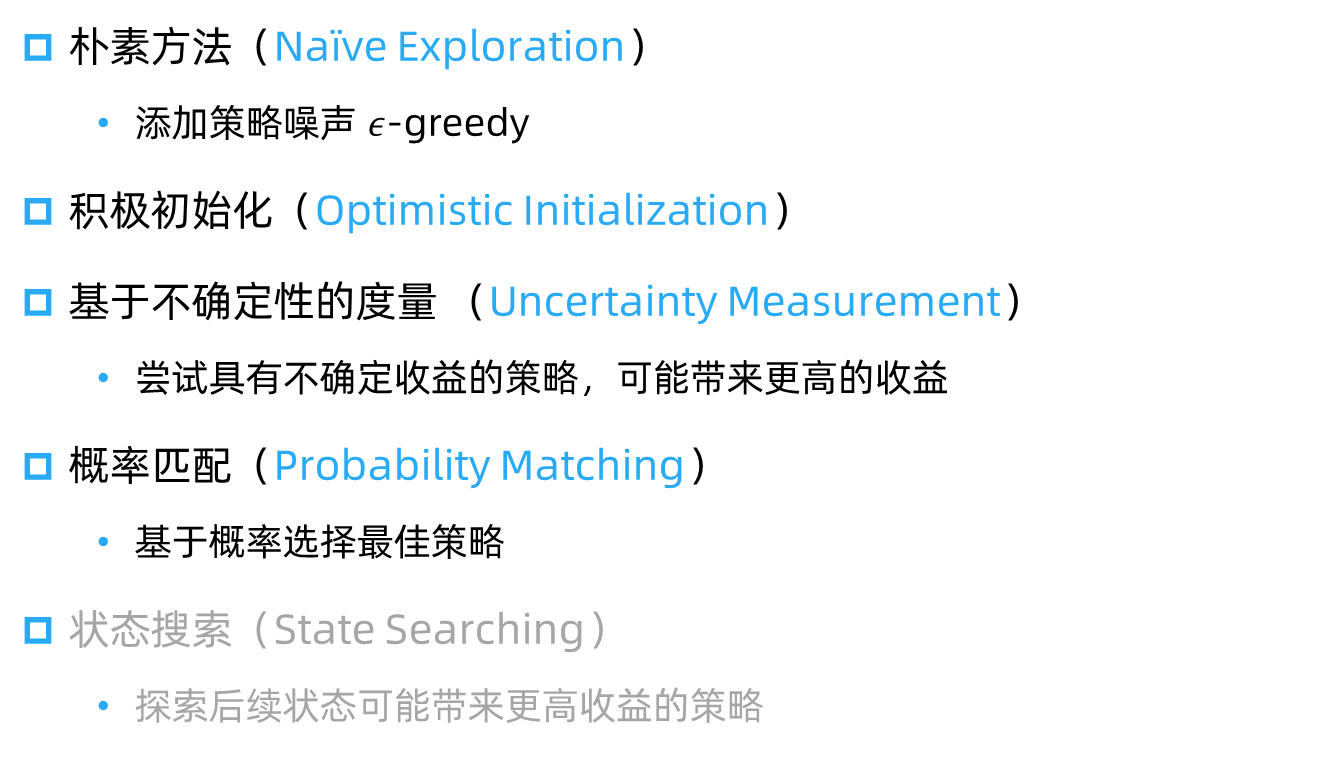 朴素方法（Naïve Exploration）
添加策略噪声 ϵ-greedy
积极初始化（Optimistic Initialization）
基于不确定性的度量 （Uncertainty Measurement）
尝试具有不确定收益的策略，可能带来更高的收益
概率匹配（Probability Matching）
基于概率选择最佳策略
状态搜索（State Searching）
探索后续状态可能带来更高收益的策略